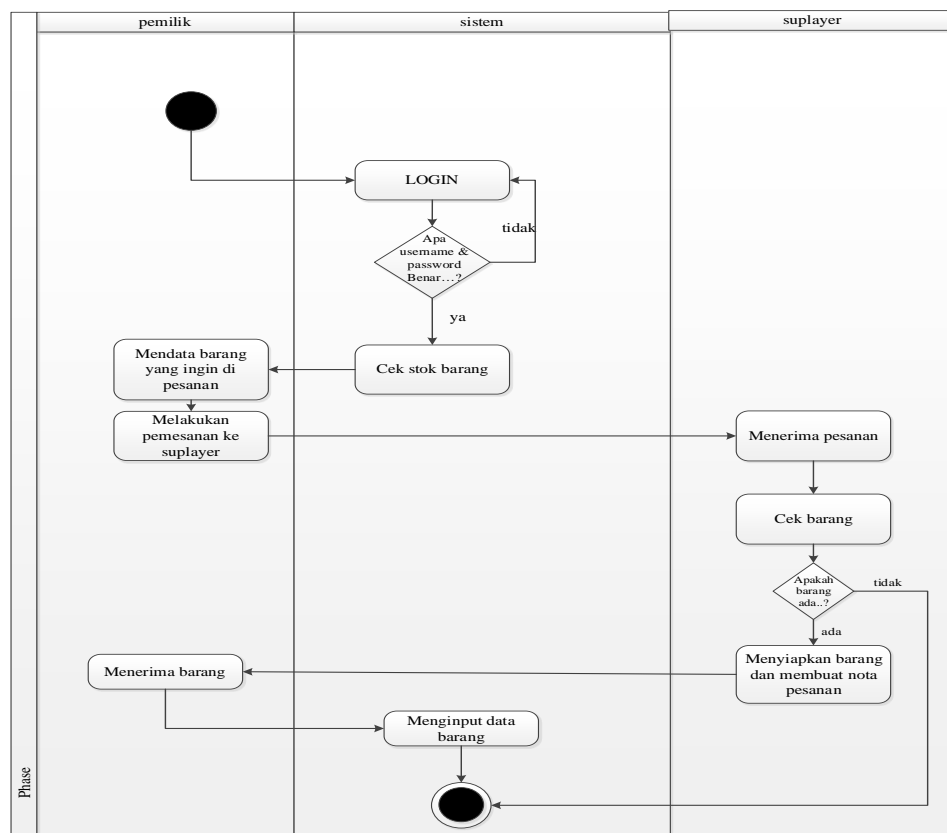 pemilik
sistem
suplayer
LOGIN
tidak
Apa
username &
password
Benar…?
ya
Cek stok barang
Mendata barang
yang ingin di
pesanan
Melakukan
pemesanan ke
suplayer
Menerima pesanan
Cek barang
Apakah
barang
ada..?
tidak
ada
Menyiapkan barang
dan membuat nota
pesanan
Menerima barang
Menginput data
barang
Phase